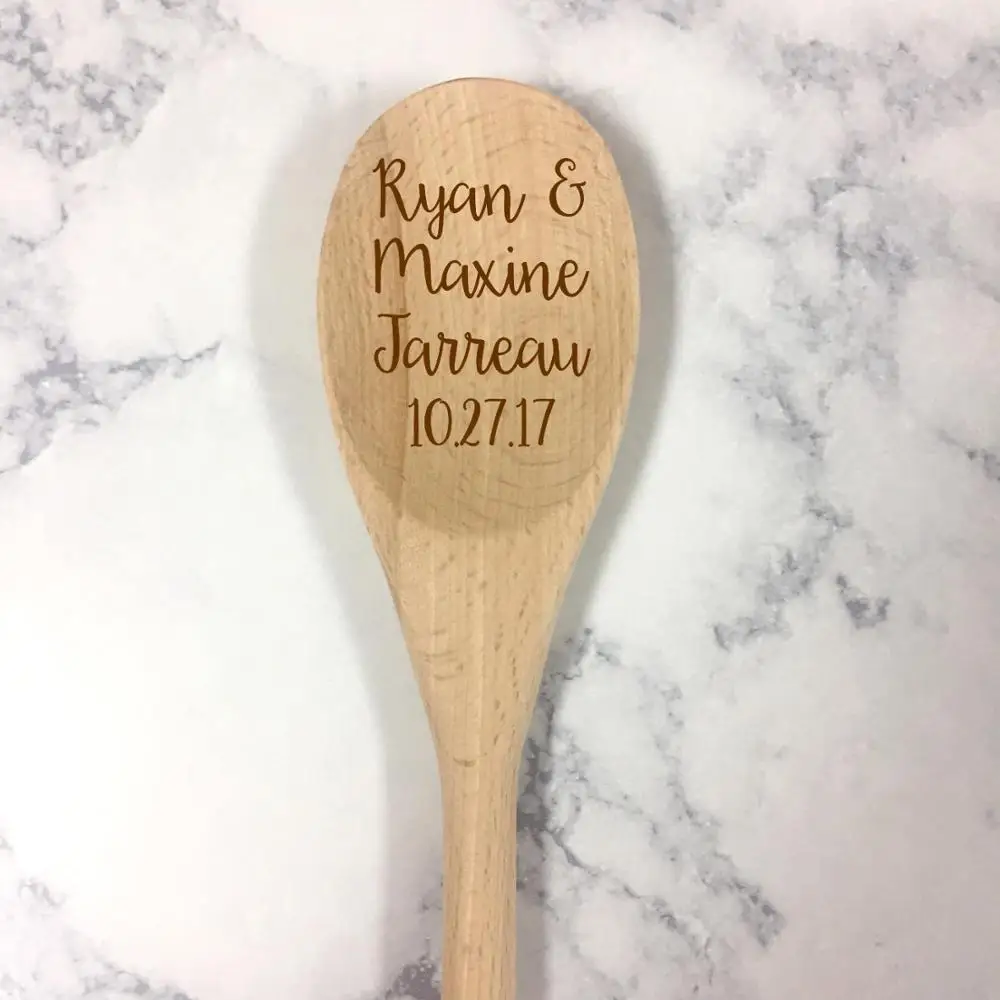 Ryan &
Maxine
Jarreau
10.27.17